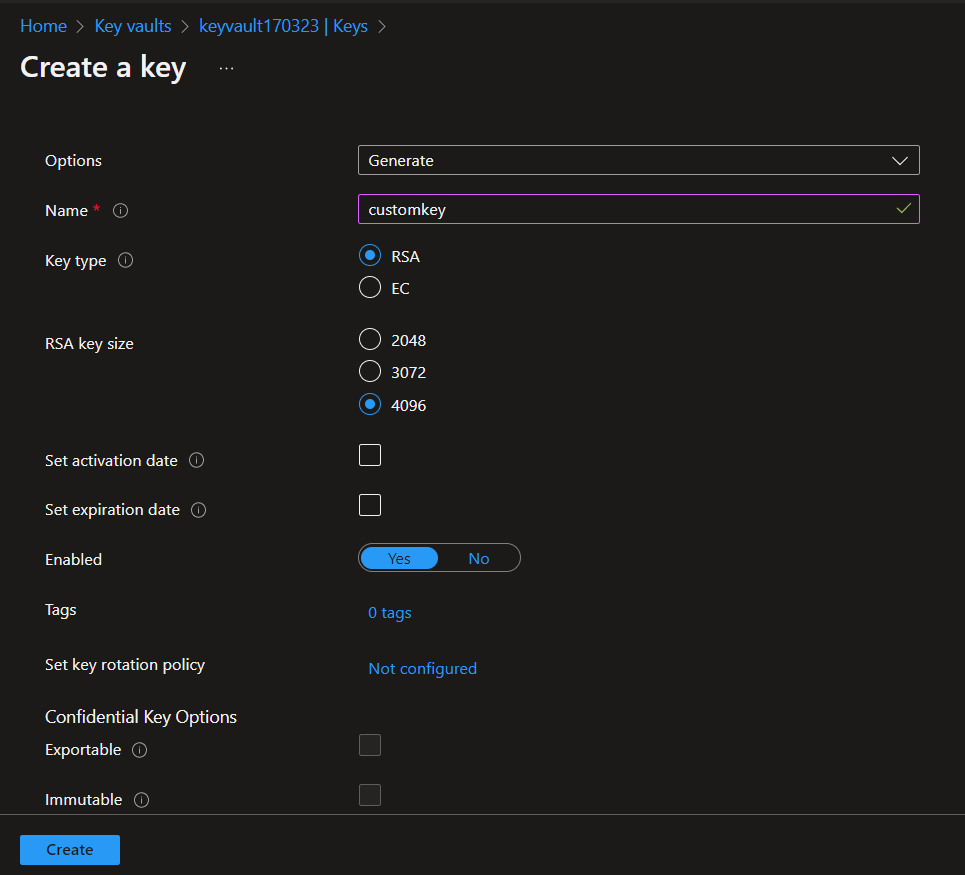 Home > Key vaults > keyvault170323 | Keys >
Create a key ...
Options Generate
Name * customkey
Key type RSA
EC
RSA key size 2048
3072
4096
Set activation date
Set expiration date
Enabled Yes No
Tags 0 tags
Set key rotation policy Not configured
Confidential Key Options
Exportable
Immutable
Create